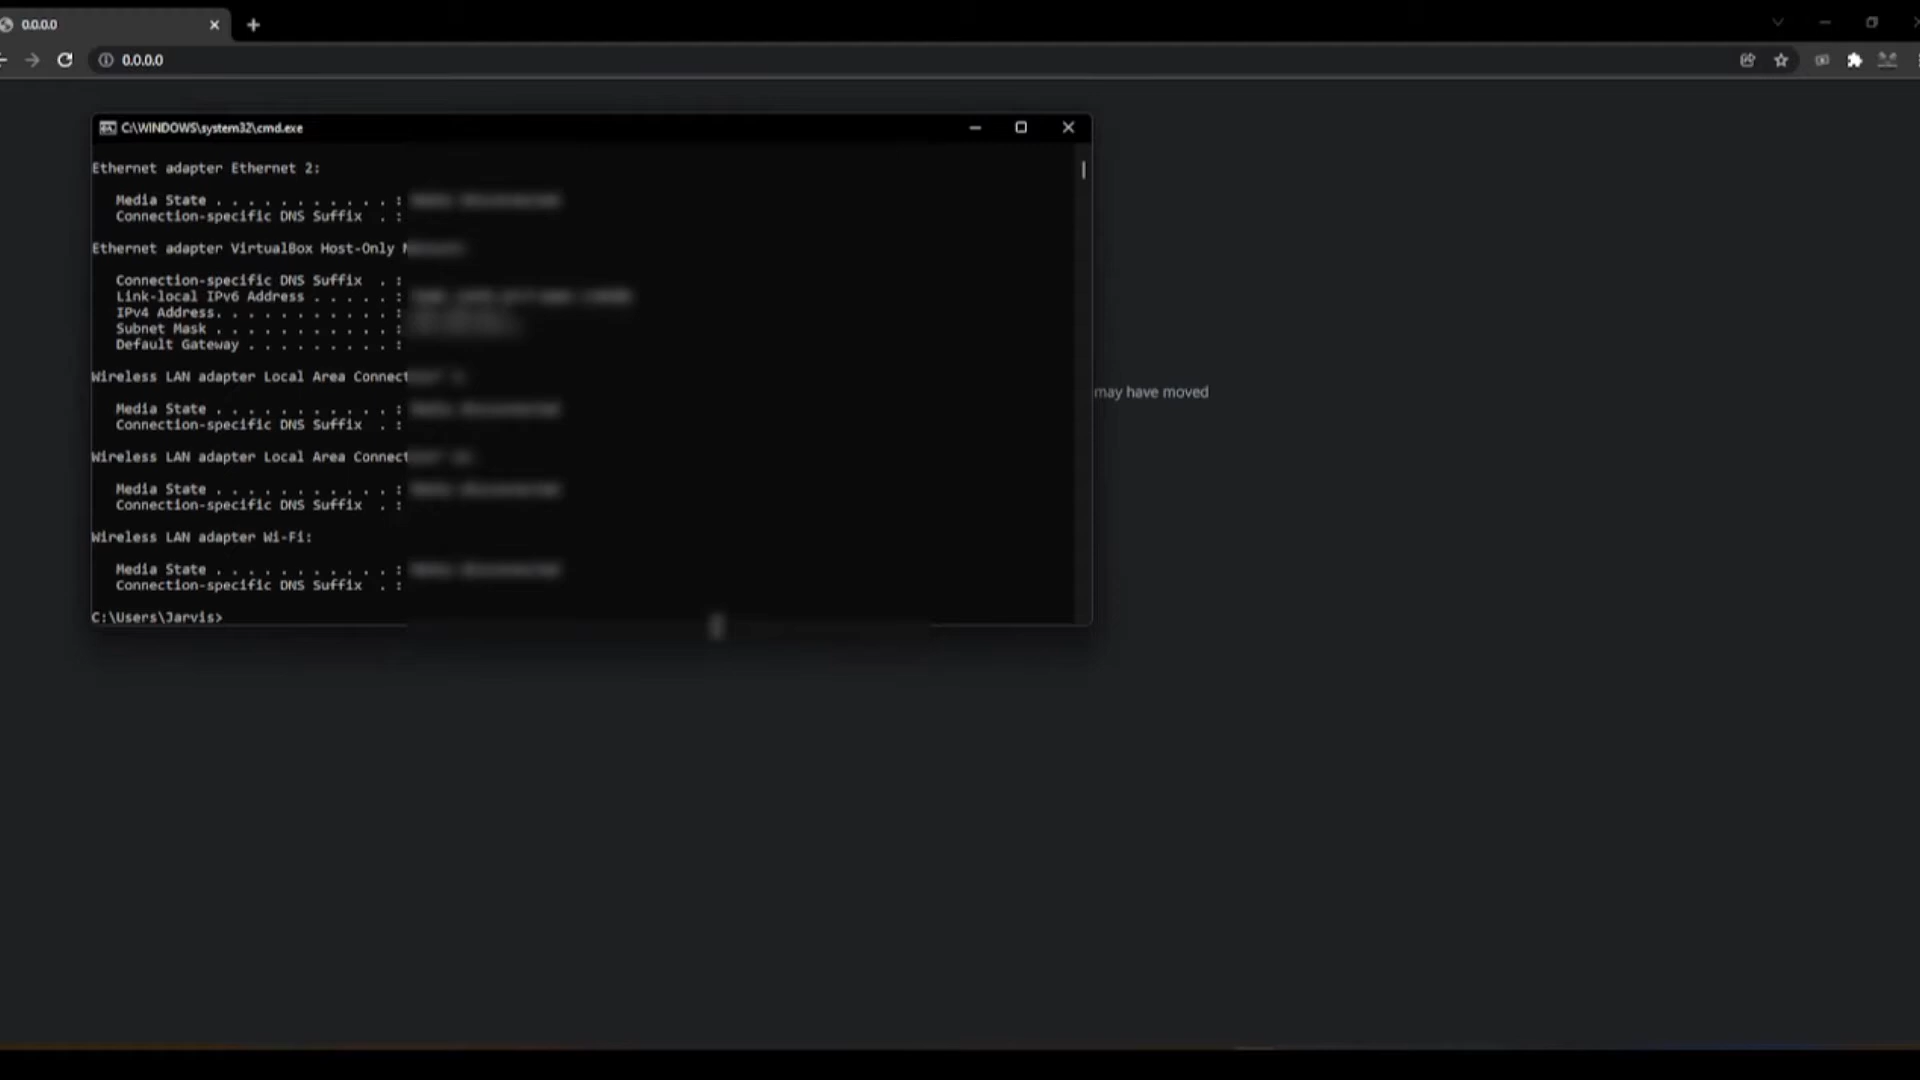 0.0.0.0
0.0.0.0
C:\WINDOWS\system32\cmd.exe
Ethernet adapter Ethernet 2:
Media State . . . . . . . . . . . :
Connection-specific DNS Suffix . :
Ethernet adapter VirtualBox Host-Only
Connection-specific DNS Suffix . :
Link-local IPv6 Address . . . . . :
IPv4 Address. . . . . . . . . . . :
Subnet Mask . . . . . . . . . . . :
Default Gateway . . . . . . . . . :
Wireless LAN adapter Local Area Connect
may have moved
Media State . . . . . . . . . . . :
Connection-specific DNS Suffix . :
Wireless LAN adapter Local Area Connect
Media State . . . . . . . . . . . :
Connection-specific DNS Suffix . :
Wireless LAN adapter Wi-Fi:
Media State . . . . . . . . . . . :
Connection-specific DNS Suffix . :
C:\Users\Jarvis>